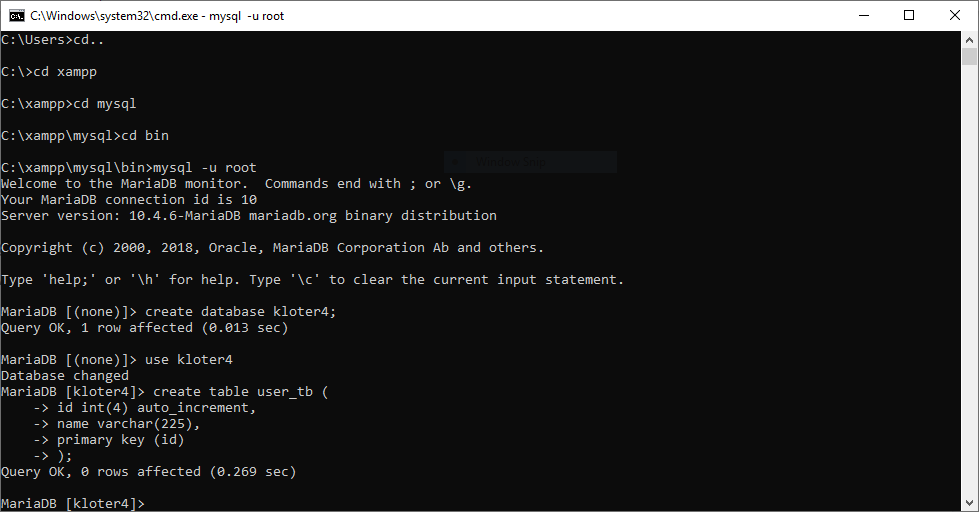 C:\Windows\system32\cmd.exe - mysql  -u root
C:\Users>cd..
C:\>cd xampp
C:\xampp>cd mysql
C:\xampp\mysql>cd bin
C:\xampp\mysql\bin>mysql -u root
Welcome to the MariaDB monitor.  Commands end with ; or \g.
Your MariaDB connection id is 10
Server version: 10.4.6-MariaDB mariadb.org binary distribution
Copyright (c) 2000, 2018, Oracle, MariaDB Corporation Ab and others.
Type 'help;' or '\h' for help. Type '\c' to clear the current input statement.
MariaDB [(none)]> create database kloter4;
Query OK, 1 row affected (0.013 sec)
MariaDB [(none)]> use kloter4
Database changed
MariaDB [kloter4]> create table user_tb (
    -> id int(4) auto_increment,
    -> name varchar(225),
    -> primary key (id)
    -> );
Query OK, 0 rows affected (0.269 sec)
MariaDB [kloter4]>